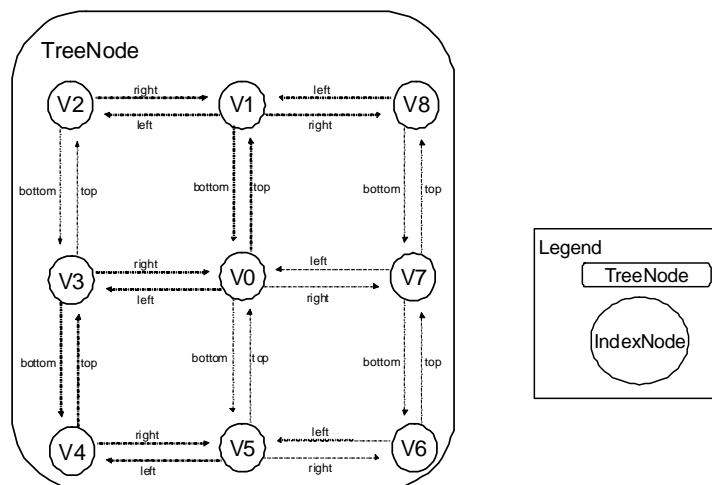 TreeNode
V2 right V1 left V8
left right
bottom top bottom top bottom top
V3 right V0 left V7
left right
bottom top bottom top bottom top
V4 right V5 left V6
left right
Legend
TreeNode
IndexNode